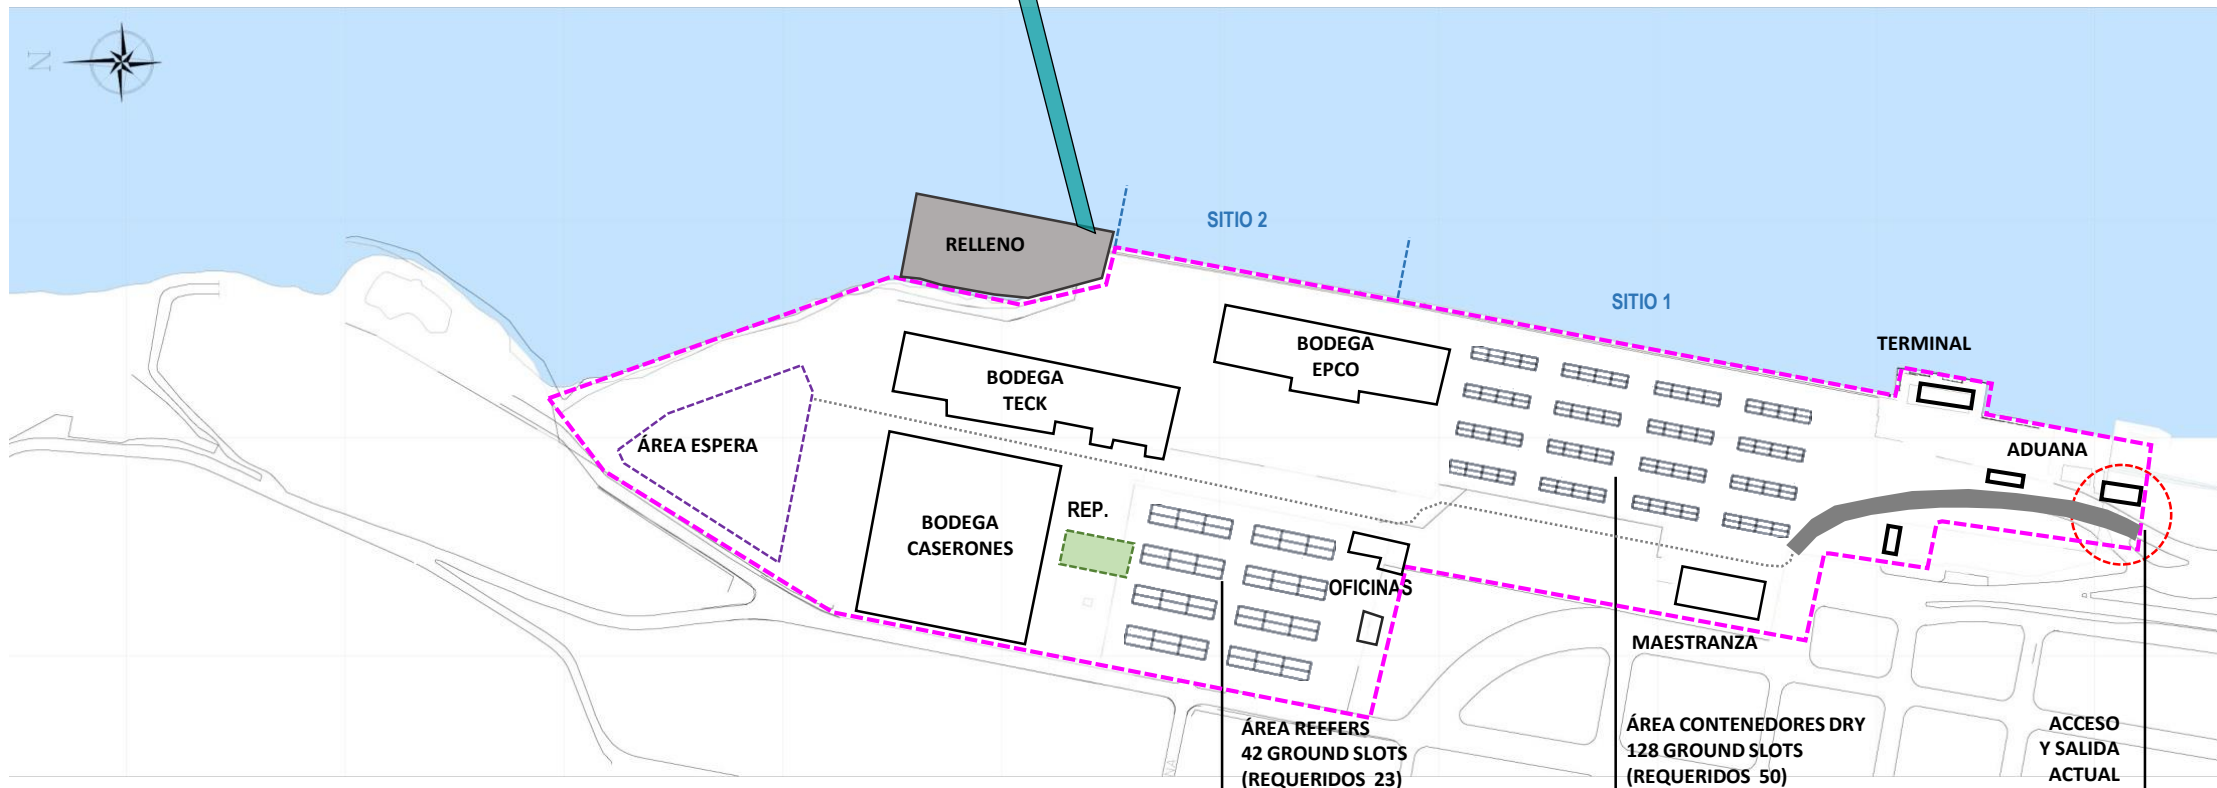 N
SITIO 2
RELLENO
SITIO 1
TERMINAL
BODEGA
EPCO
BODEGA
TECK
ÁREA ESPERA
ADUANA
REP.
BODEGA
CASERONES
OFICINAS
MAESTRANZA
ÁREA REEFERS
42 GROUND SLOTS
(REQUERIDOS 23)
ÁREA CONTENEDORES DRY
128 GROUND SLOTS
(REQUERIDOS 50)
ACCESO
Y SALIDA
ACTUAL